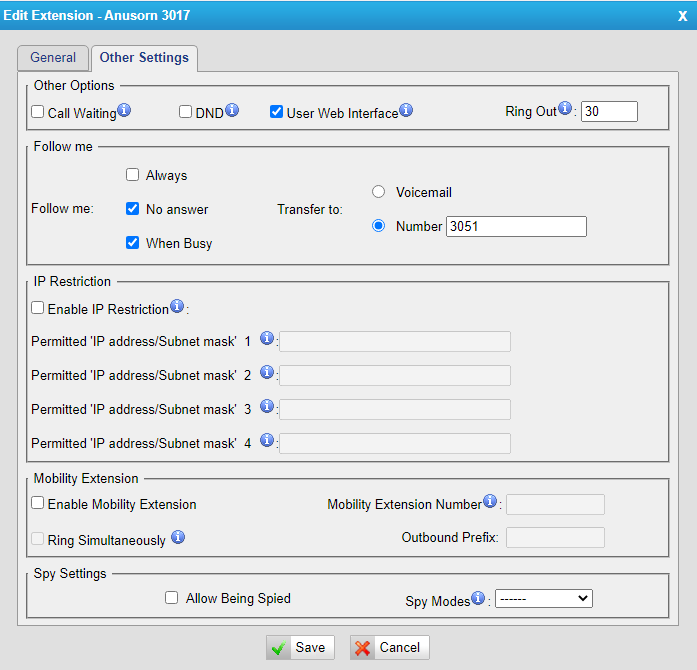 Edit Extension - Anusorn 3017 X
General Other Settings
Other Options
Call Waiting DND User Web Interface Ring Out : 30
Follow me
Always
Voicemail
Follow me: No answer Transfer to:
Number 3051
When Busy
IP Restriction
Enable IP Restriction :
Permitted 'IP address/Subnet mask' 1 :
Permitted 'IP address/Subnet mask' 2 :
Permitted 'IP address/Subnet mask' 3 :
Permitted 'IP address/Subnet mask' 4 :
Mobility Extension
Enable Mobility Extension Mobility Extension Number :
Ring Simultaneously Outbound Prefix:
Spy Settings
Allow Being Spied Spy Modes : ------
Save Cancel